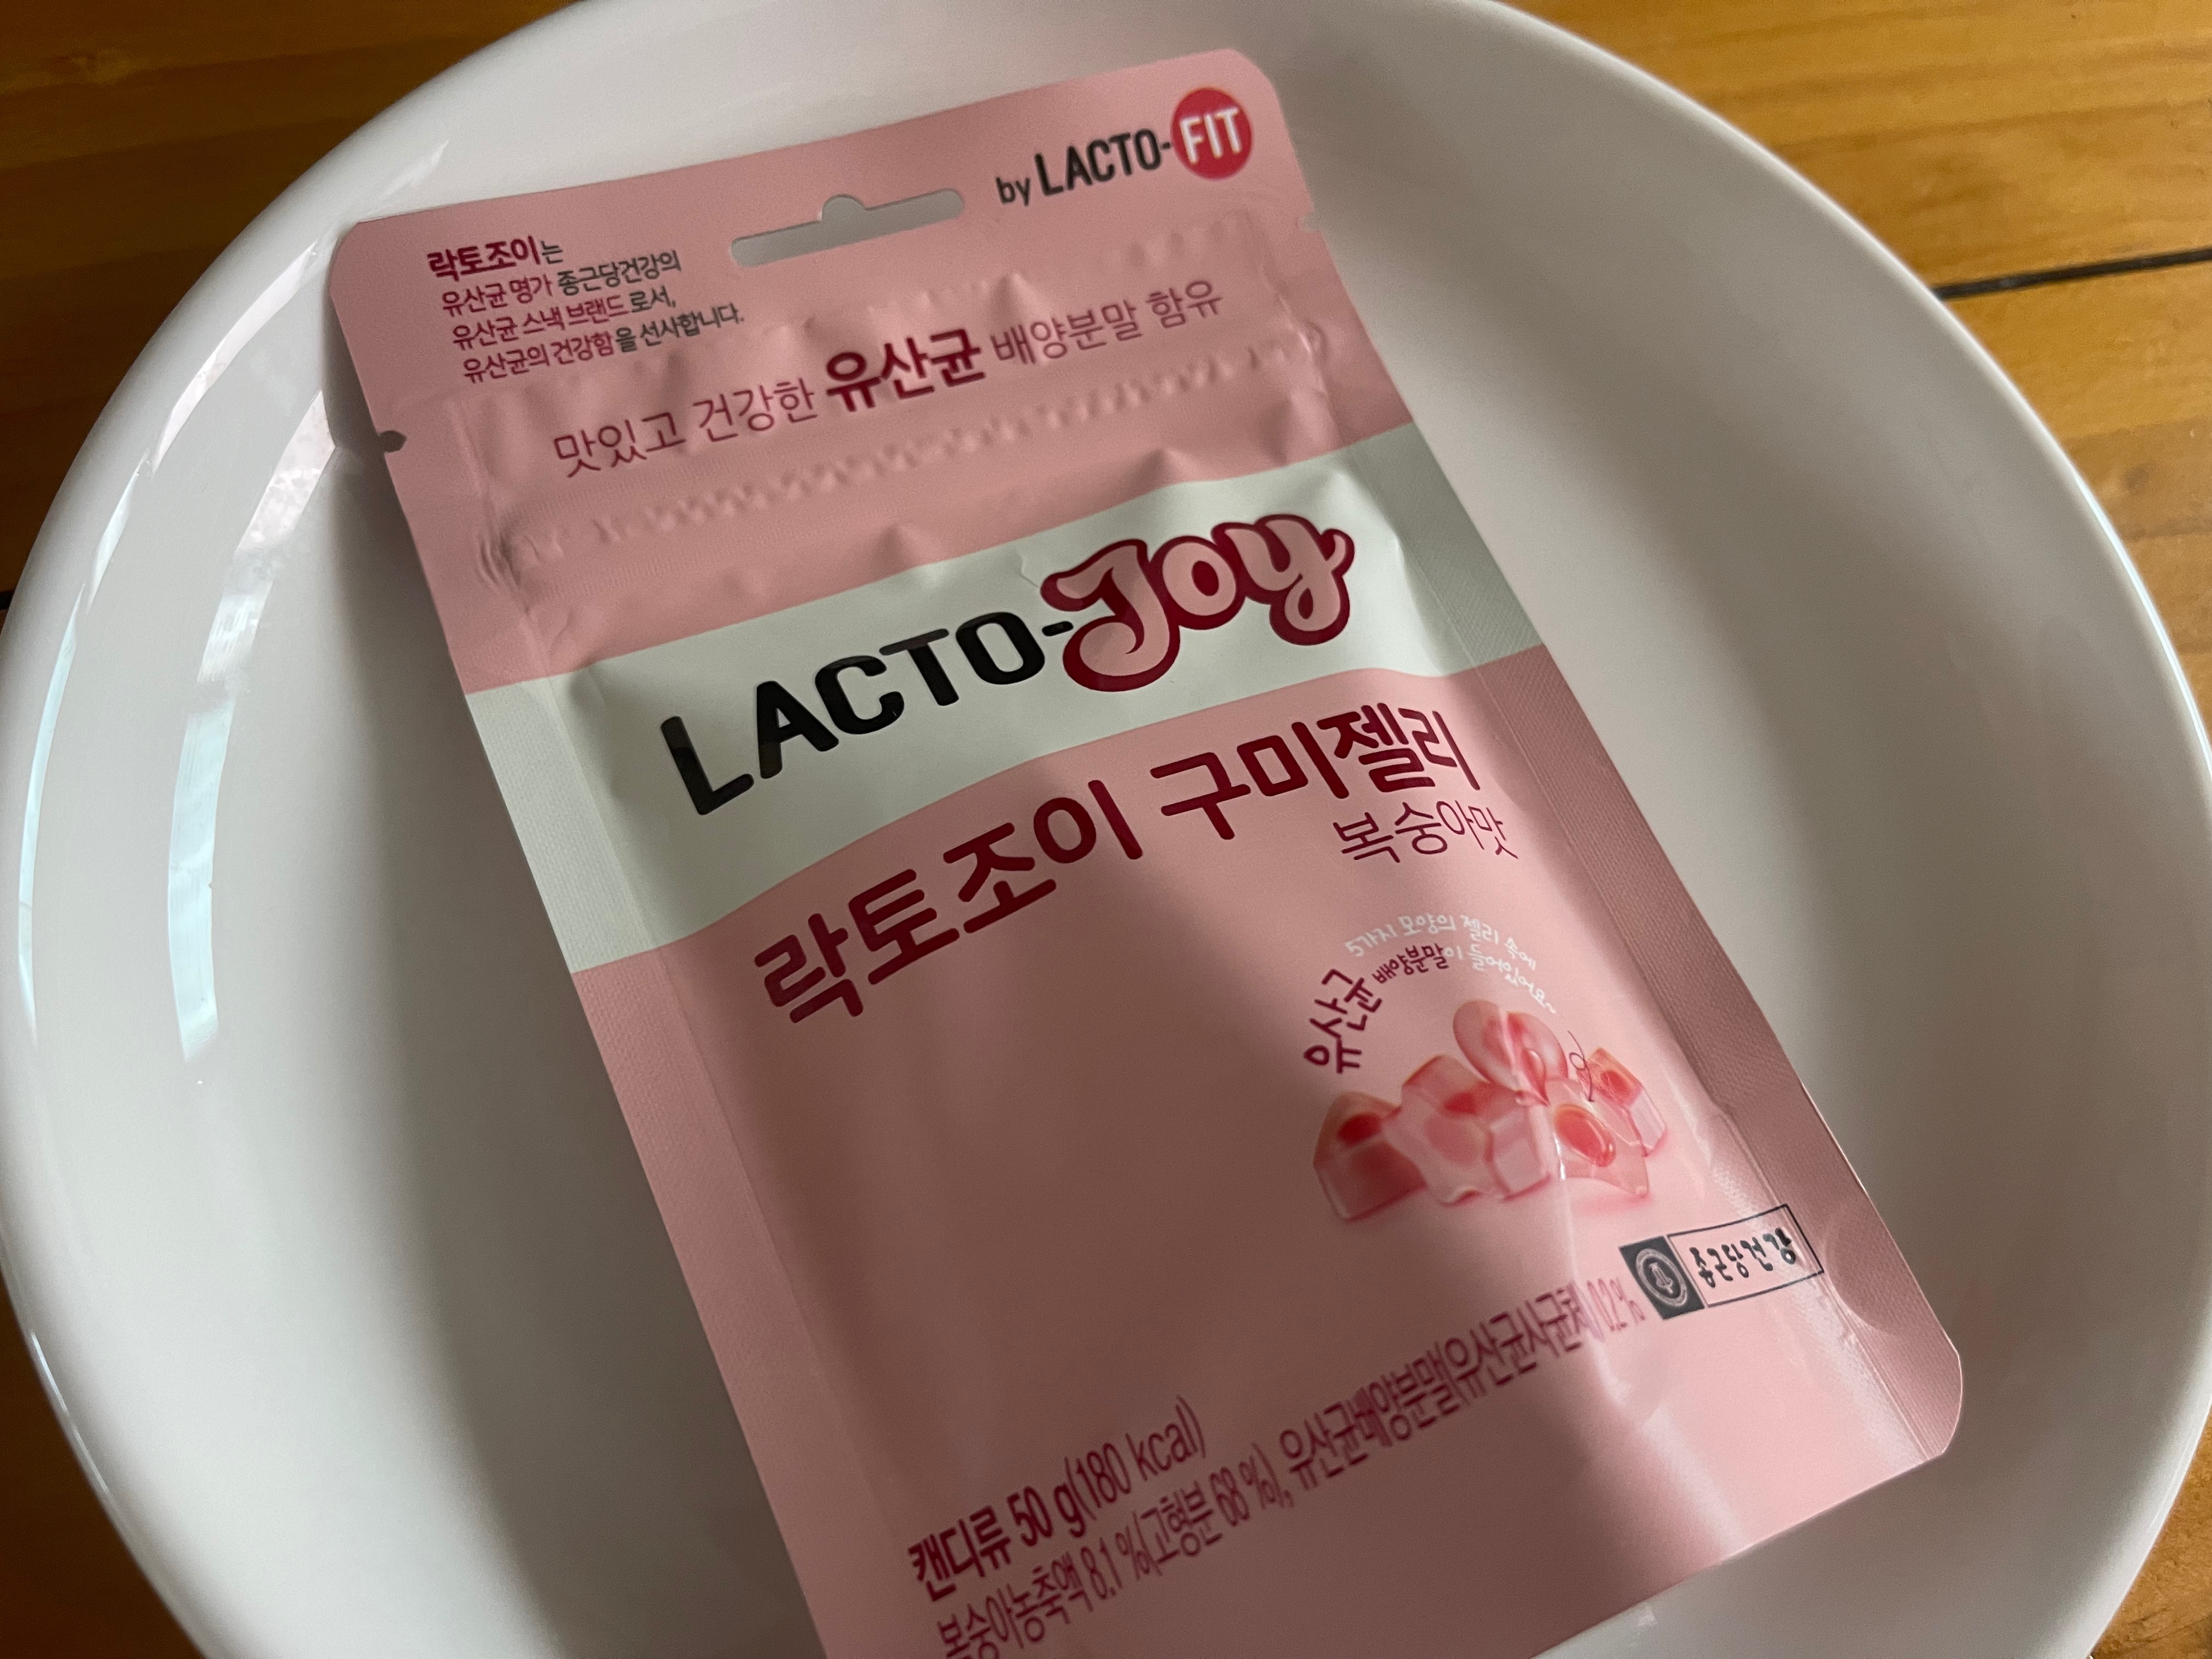 by LACTO-FIT
락토조이는
유산균 명가 종근당건강의
유산균 스낵 브랜드로서,
유산균의 건강함을 선사합니다.
맛있고 건강한 유산균 배양분말 함유
LACTO-Joy
락토조이 구미젤리
복숭아맛
5가지 모양의 젤리 속에
유산균 배양분말이 들어있어요~
종근당건강
캔디류 50 g(180 kcal)
복숭아농축액 8.1 %(고형분 68 %), 유산균배양분말(유산균사균체) 0.2 %